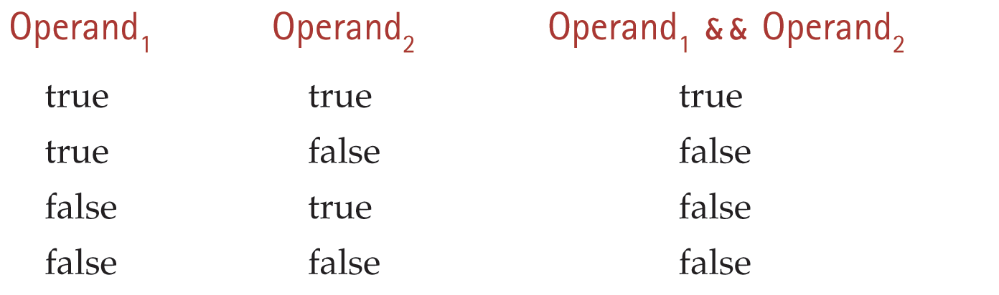 Operand₁ Operand₂ Operand₁ && Operand₂
true true true
true false false
false true false
false false false